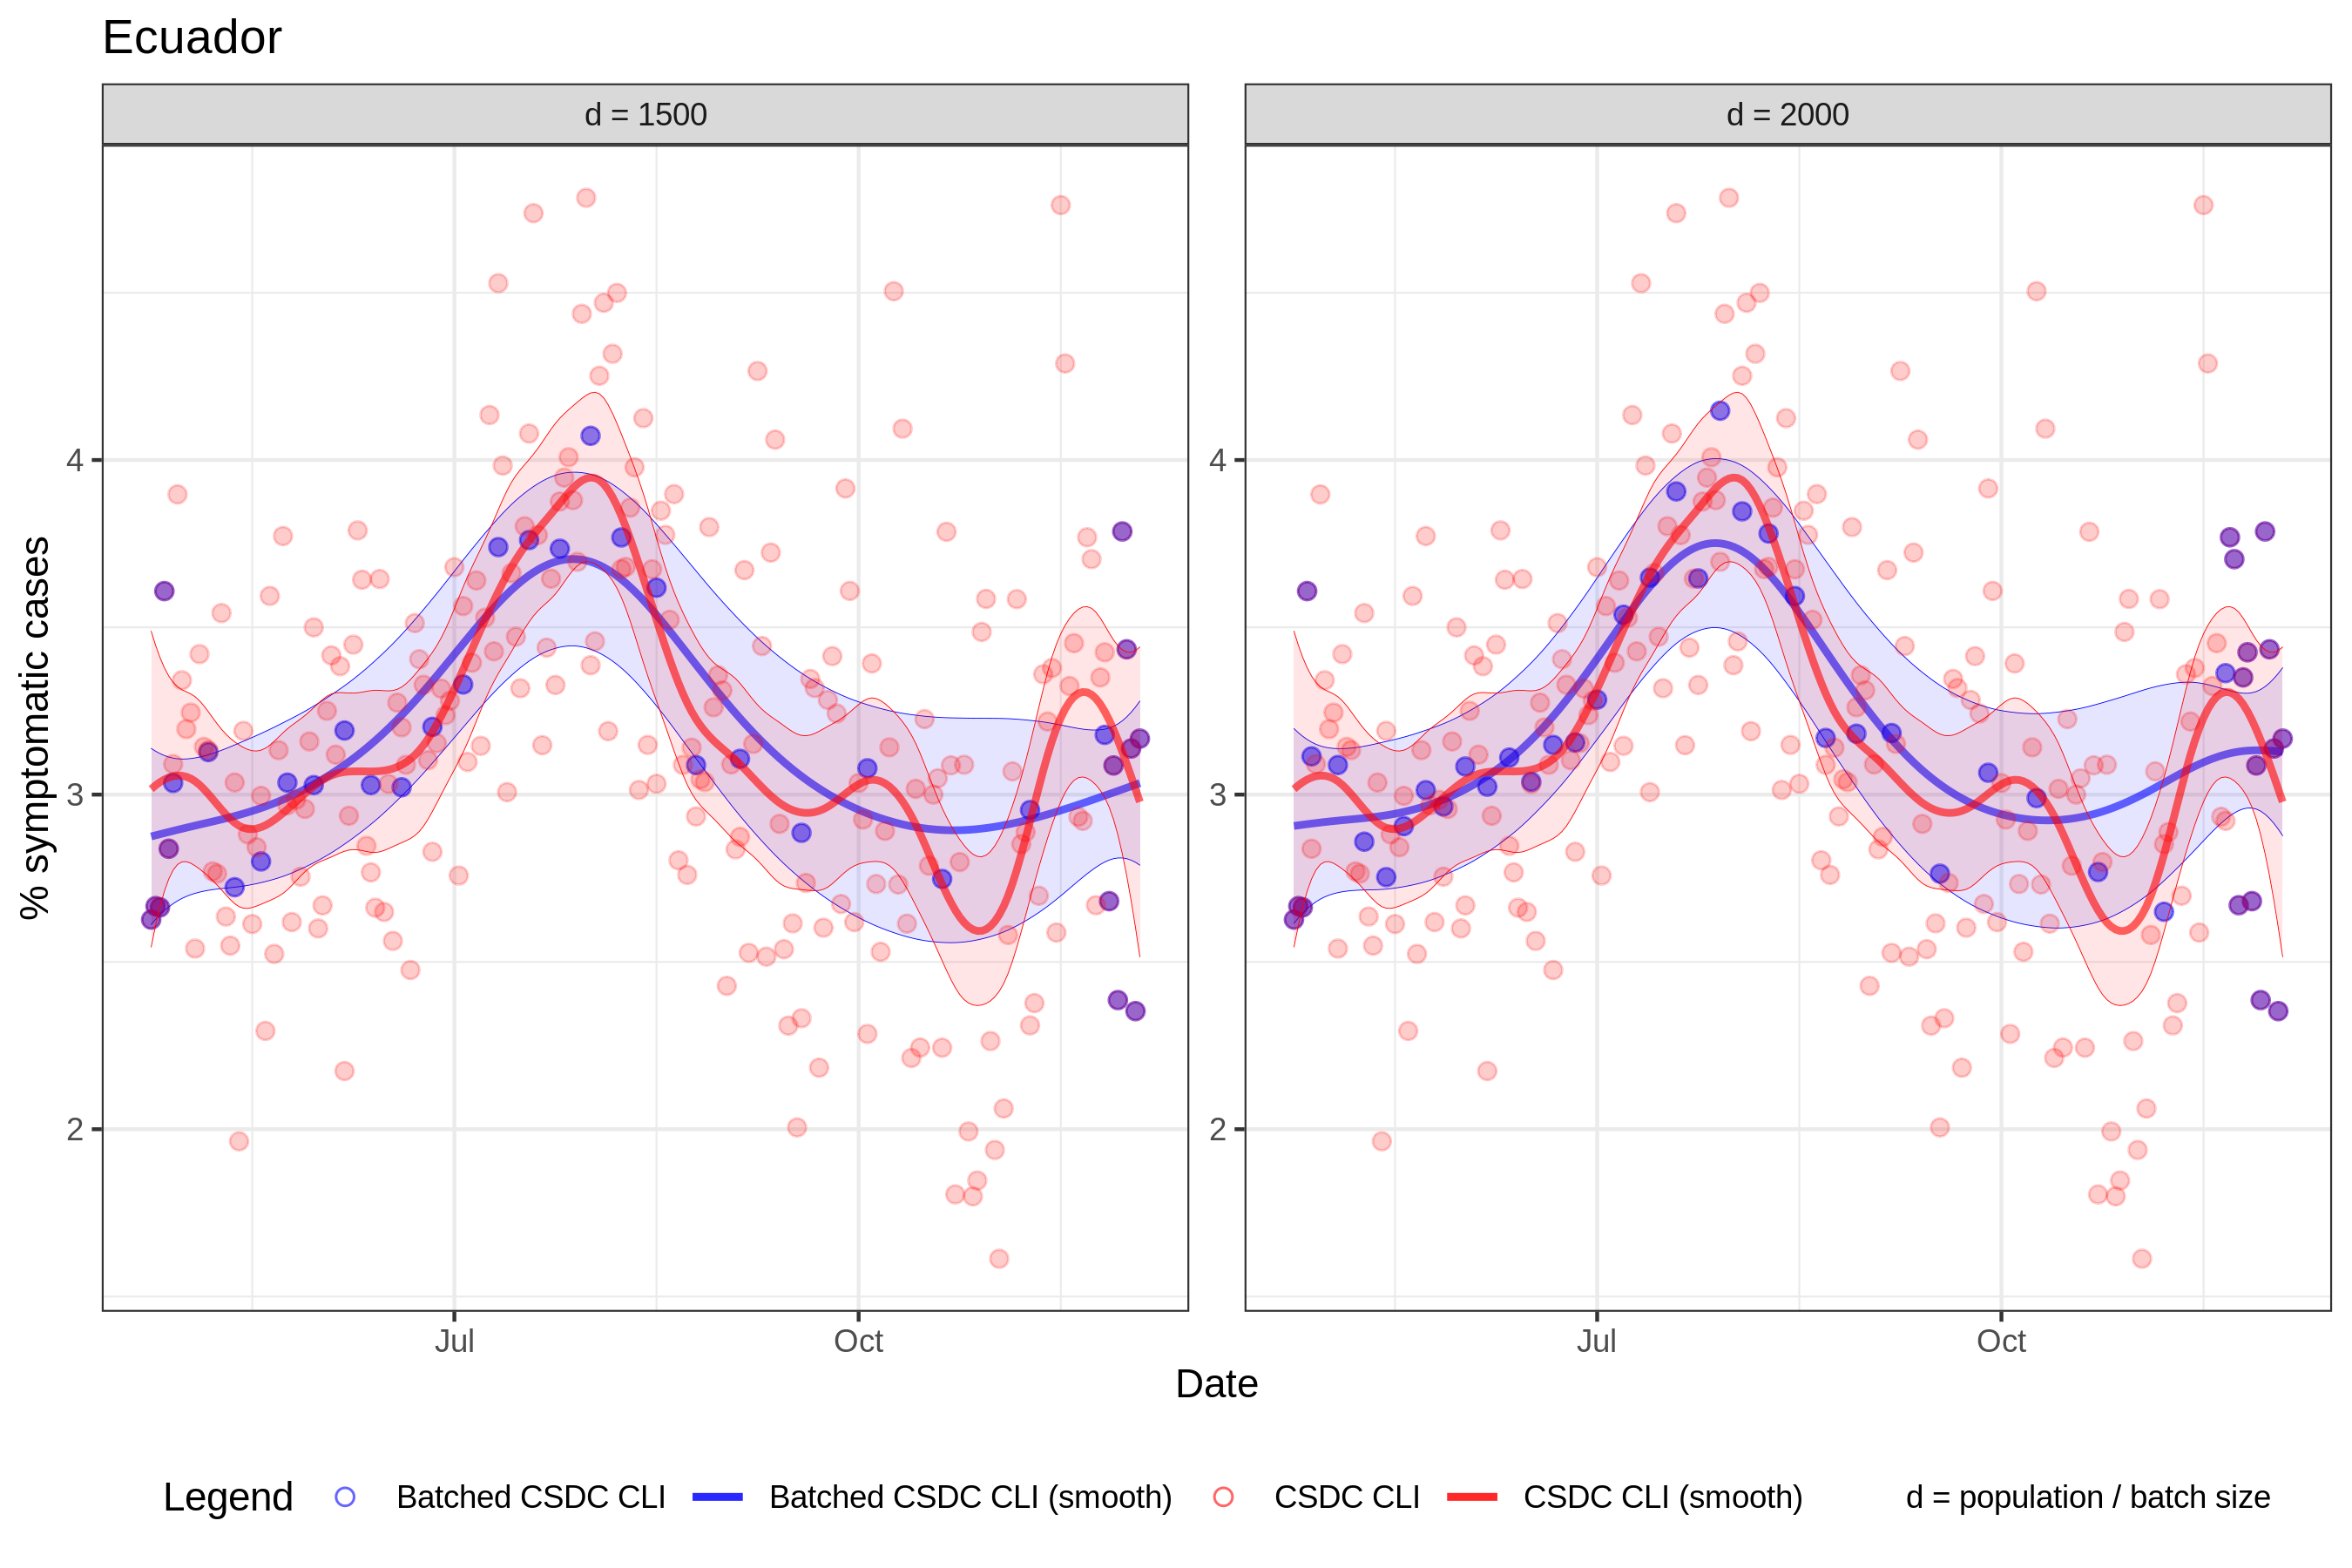 Ecuador
d = 1500
d = 2000
% symptomatic cases
4
3
2
4
3
2
Jul
Oct
Jul
Oct
Date
Legend
Batched CSDC CLI
Batched CSDC CLI (smooth)
CSDC CLI
CSDC CLI (smooth)
d = population / batch size